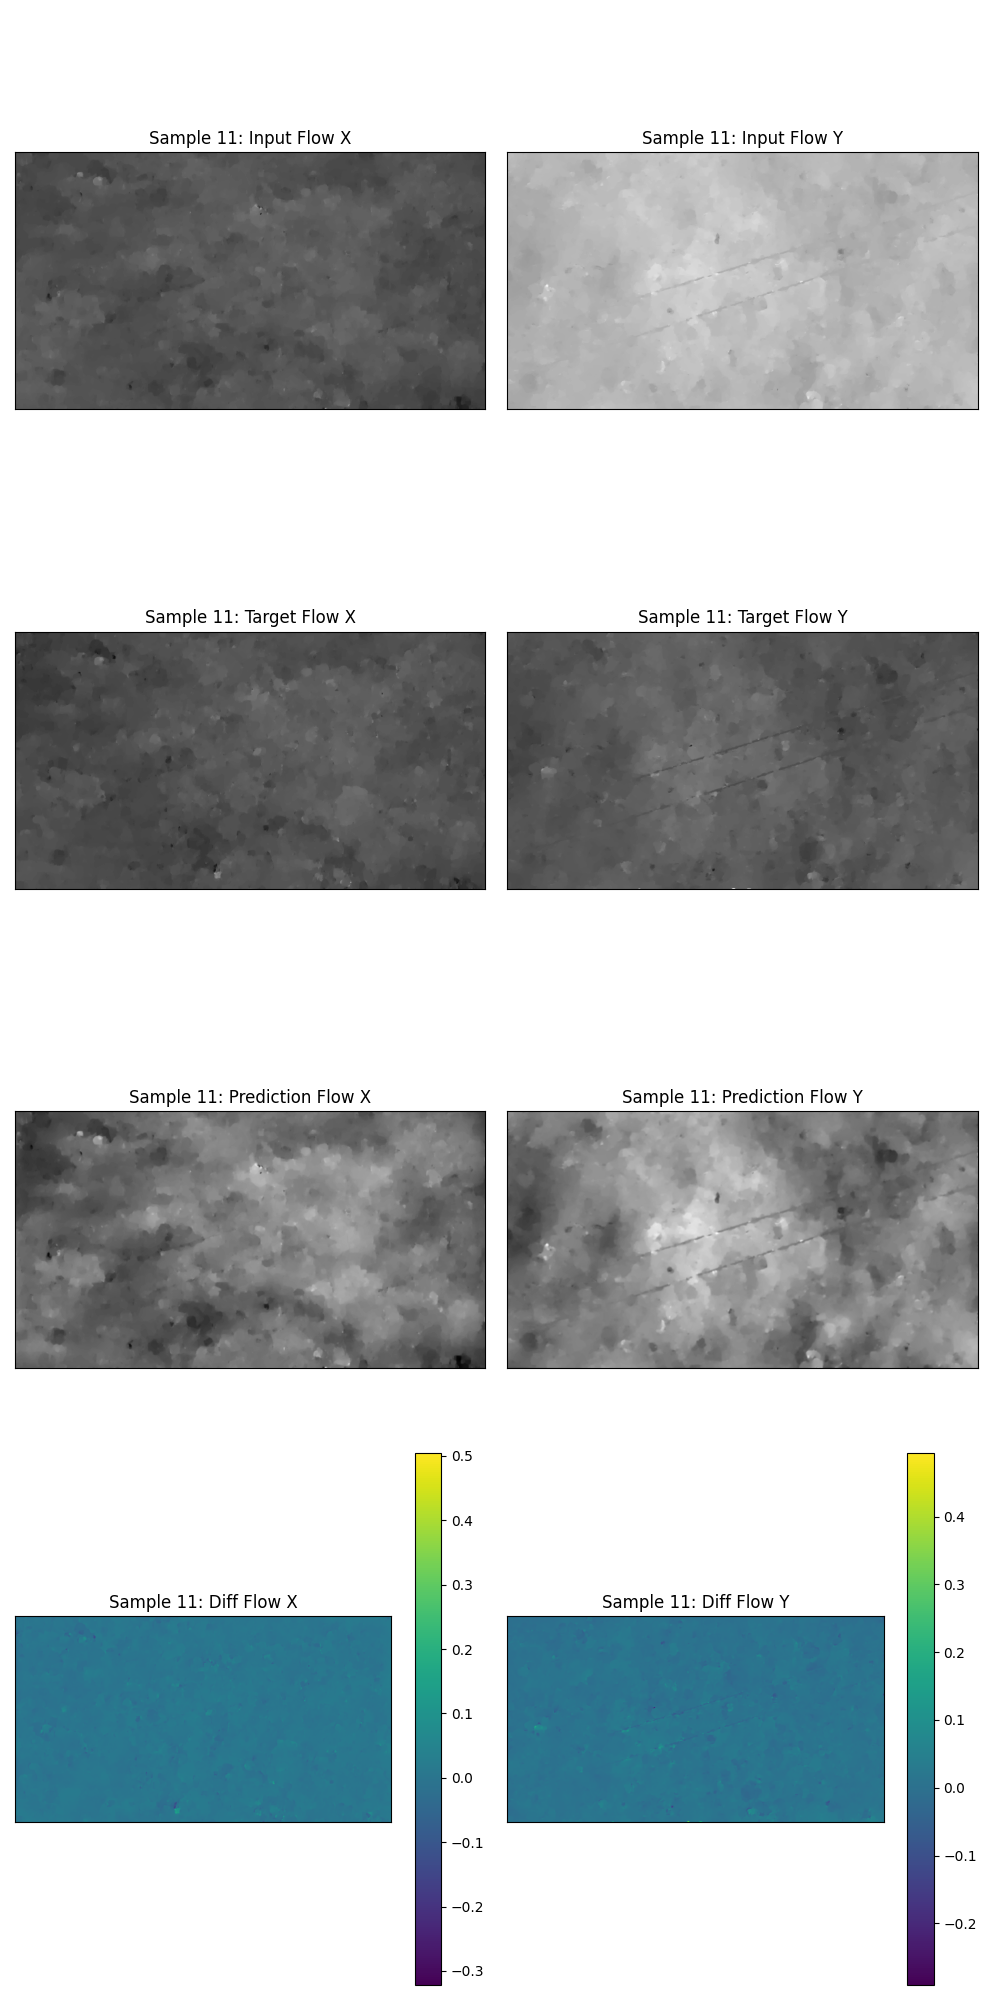 Sample 11: Input Flow X
Sample 11: Input Flow Y
Sample 11: Target Flow X
Sample 11: Target Flow Y
Sample 11: Prediction Flow X
Sample 11: Prediction Flow Y
Sample 11: Diff Flow X
0.5
0.4
0.3
0.2
0.1
0.0
−0.1
−0.2
−0.3
Sample 11: Diff Flow Y
0.4
0.3
0.2
0.1
0.0
−0.1
−0.2